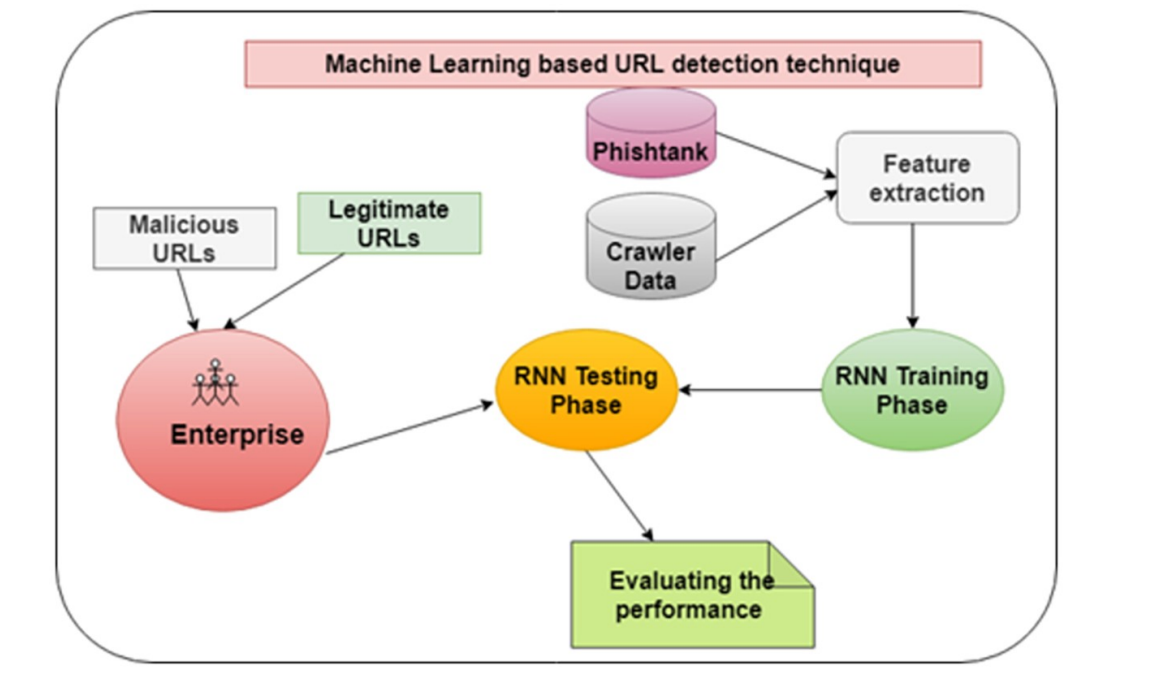 Machine Learning based URL detection technique
Phishtank
Feature
extraction
Malicious
URLs
Legitimate
URLs
Crawler
Data
Enterprise
RNN Testing
Phase
RNN Training
Phase
Evaluating the
performance